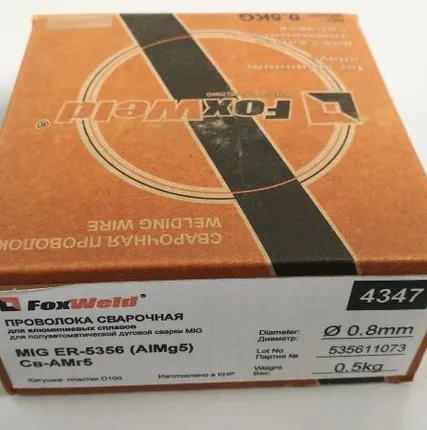 0.5KG
FoxWeld®
СВАРОЧНАЯ ПРОВОЛОКА
WELDING WIRE
FoxWeld®
4347
ПРОВОЛОКА СВАРОЧНАЯ
для алюминиевых сплавов
для полуавтоматической дуговой сварки MIG
MIG ER-5356 (AlMg5)
Св-АМг5
Катушка: пластик D100
Изготовлено в КНР
Diameter:
Диаметр:
Ø 0.8mm
Lot No
Партия №
535611073
Weight:
Вес:
0.5kg